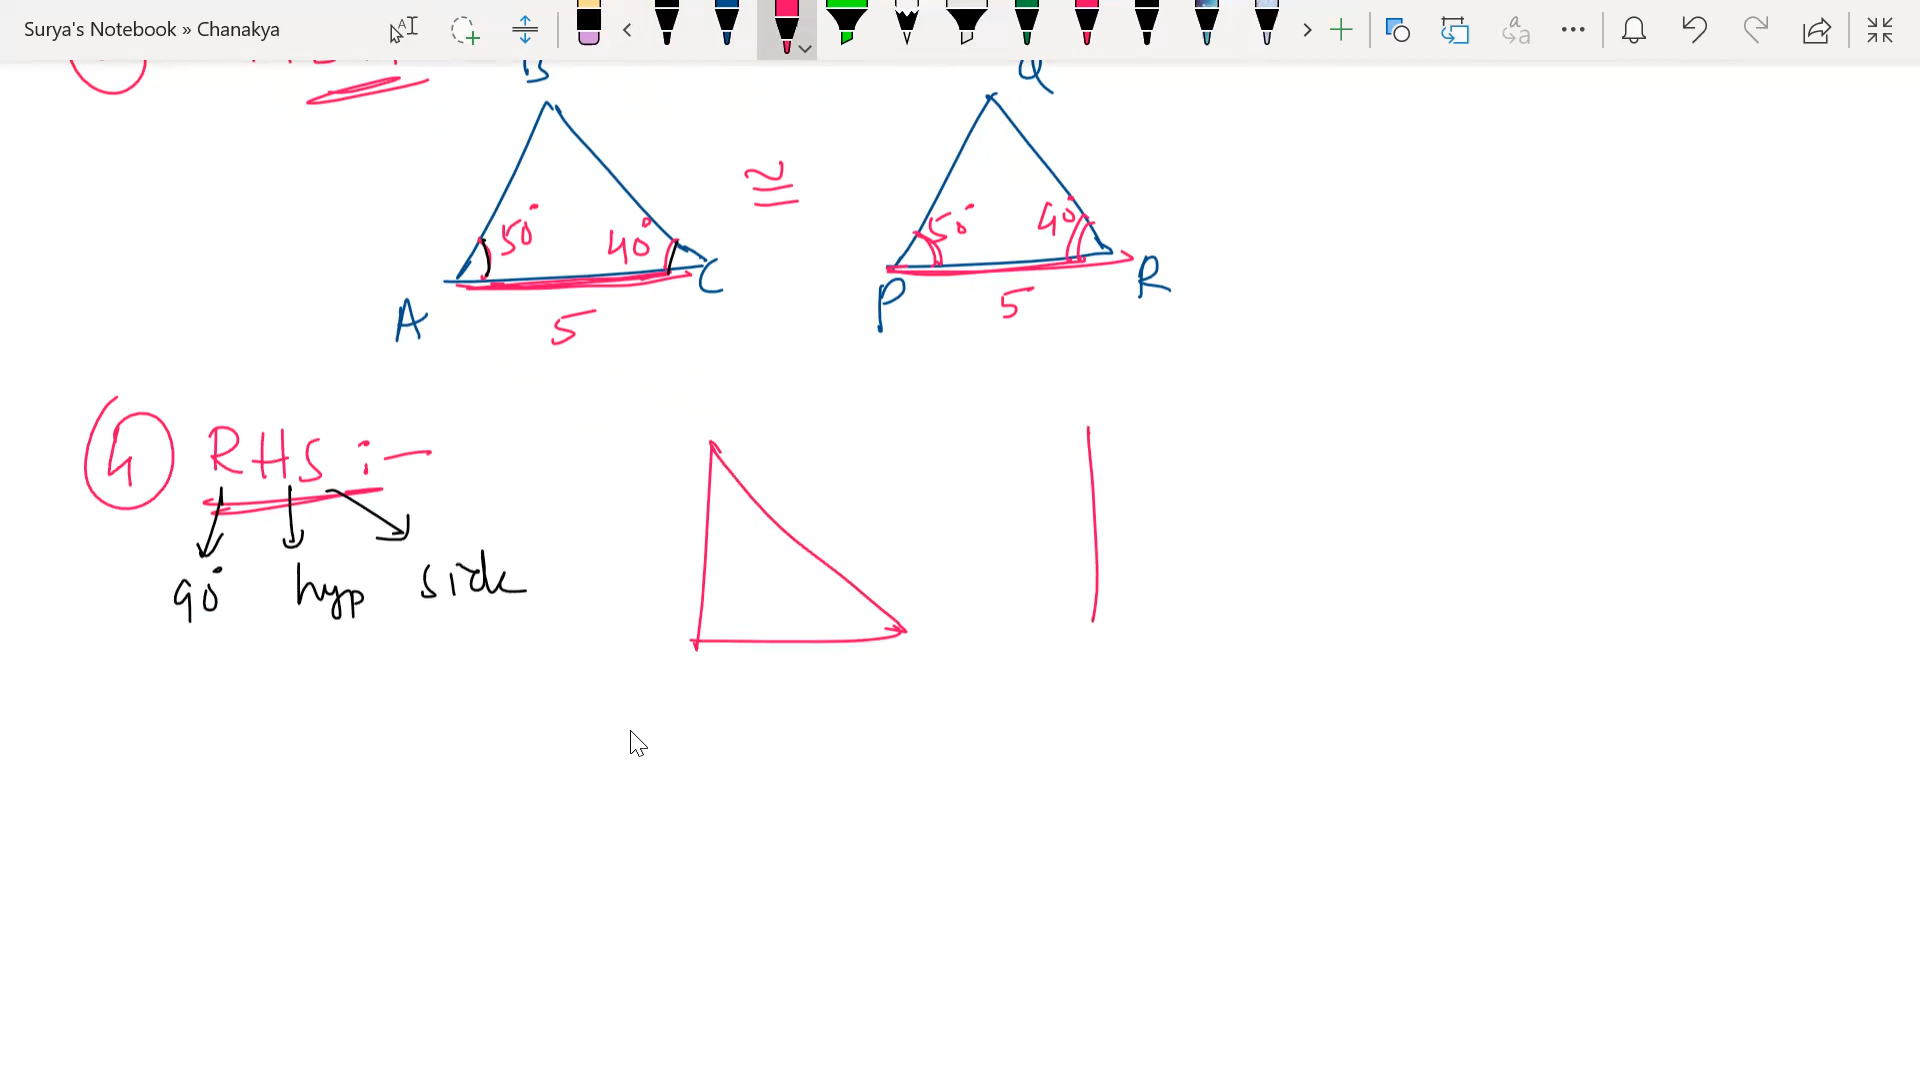 Surya's Notebook » Chanakya
B Q
≅
50° 40° 50° 40
A C P R
5 5
4 RHS :-
90° hyp side